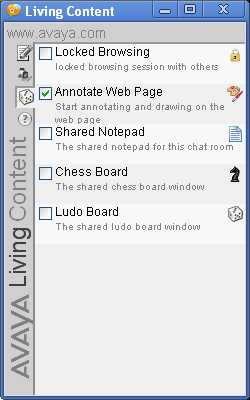 Living Content
www.avaya.com
Locked Browsing
locked browsing session with others
Annotate Web Page
Start annotating and drawing on the
web page
Shared Notepad
The shared notepad for this chat room
Chess Board
The shared chess board window
Ludo Board
The shared ludo board window
AVAYA Living Content